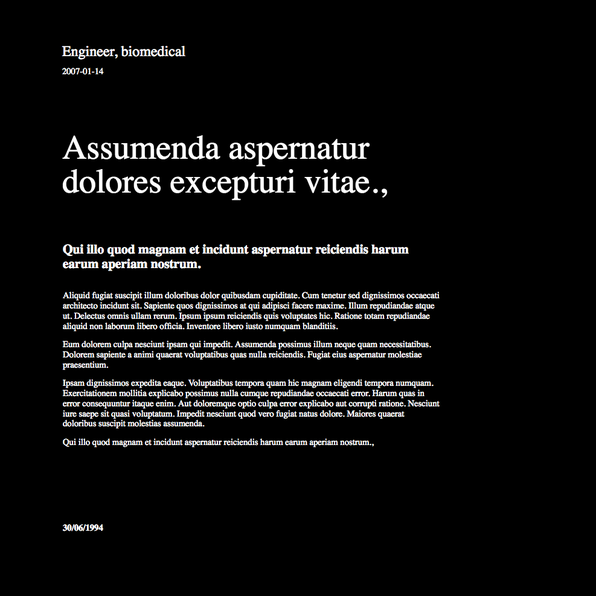 Engineer, biomedical
2007-01-14
Assumenda aspernatur
dolores excepturi vitae.,
Qui illo quod magnam et incidunt aspernatur reiciendis harum
earum aperiam nostrum.
Aliquid fugiat suscipit illum doloribus dolor quibusdam cupiditate. Cum tenetur sed dignissimos occaecati
architecto incidunt sit. Sapiente quos dignissimos at qui adipisci facere maxime. Illum repudiandae atque
ut. Delectus omnis ullam rerum. Ipsum ipsum reiciendis quis voluptates hic. Ratione totam repudiandae
aliquid non laborum libero officia. Inventore libero iusto numquam blanditiis.
Eum dolorem culpa nesciunt ipsam qui impedit. Assumenda possimus illum neque quam necessitatibus.
Dolorem sapiente a animi quaerat voluptatibus quas nulla reiciendis. Fugiat eius aspernatur molestiae
praesentium.
Ipsam dignissimos expedita eaque. Voluptatibus tempora quam hic magnam eligendi tempora numquam.
Exercitationem mollitia explicabo possimus nulla cumque repudiandae occaecati error. Harum quas in
error consequuntur itaque enim. Aut doloremque optio culpa error explicabo aut corrupti ratione. Nesciunt
iure saepe sit quasi voluptatum. Impedit nesciunt quod vero fugiat natus dolore. Maiores quaerat
doloribus suscipit molestias assumenda.
Qui illo quod magnam et incidunt aspernatur reiciendis harum earum aperiam nostrum.,
30/06/1994